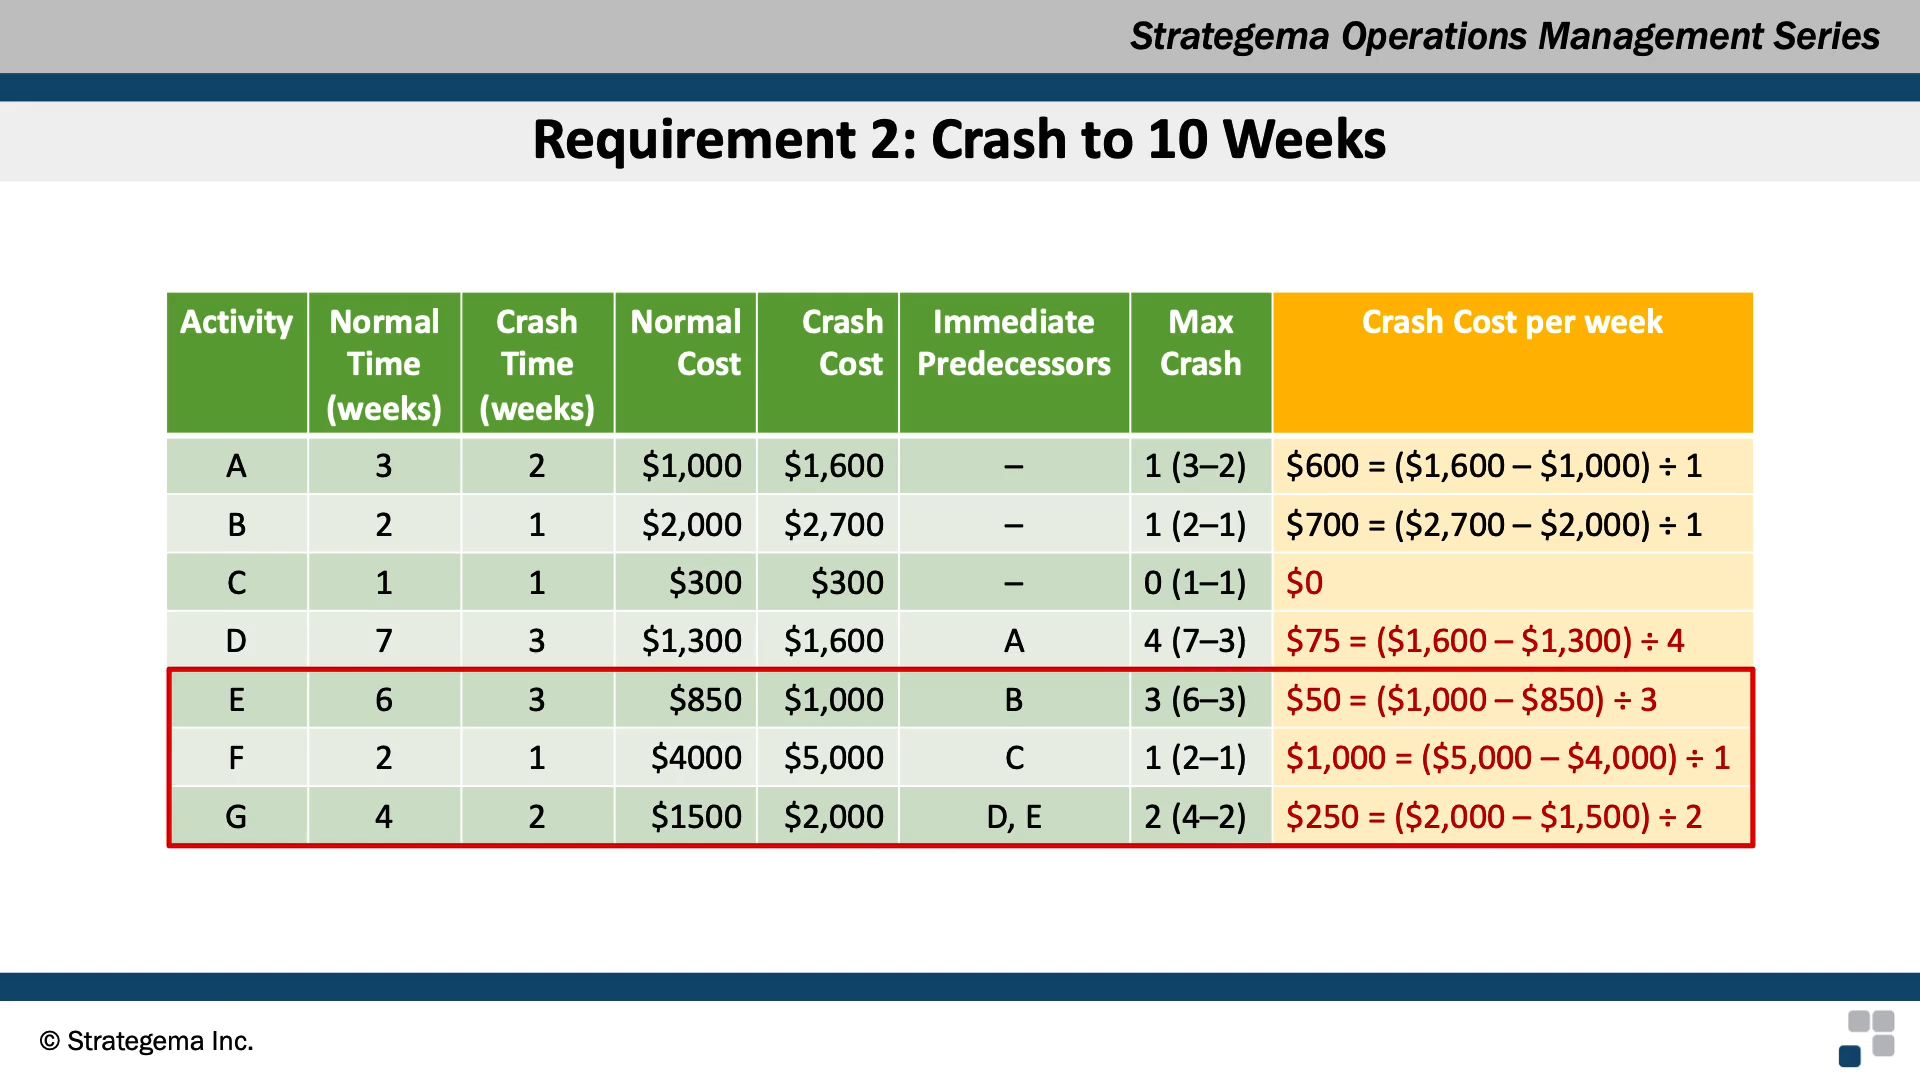 Strategema Operations Management Series
Requirement 2: Crash to 10 Weeks
Activity Normal Time (weeks) Crash Time (weeks) Normal Cost Crash Cost Immediate Predecessors Max Crash Crash Cost per week
A 3 2 $1,000 $1,600 – 1 (3–2) $600 = ($1,600 – $1,000) ÷ 1
B 2 1 $2,000 $2,700 – 1 (2–1) $700 = ($2,700 – $2,000) ÷ 1
C 1 1 $300 $300 – 0 (1–1) $0
D 7 3 $1,300 $1,600 A 4 (7–3) $75 = ($1,600 – $1,300) ÷ 4
E 6 3 $850 $1,000 B 3 (6–3) $50 = ($1,000 – $850) ÷ 3
F 2 1 $4000 $5,000 C 1 (2–1) $1,000 = ($5,000 – $4,000) ÷ 1
G 4 2 $1500 $2,000 D, E 2 (4–2) $250 = ($2,000 – $1,500) ÷ 2
© Strategema Inc.